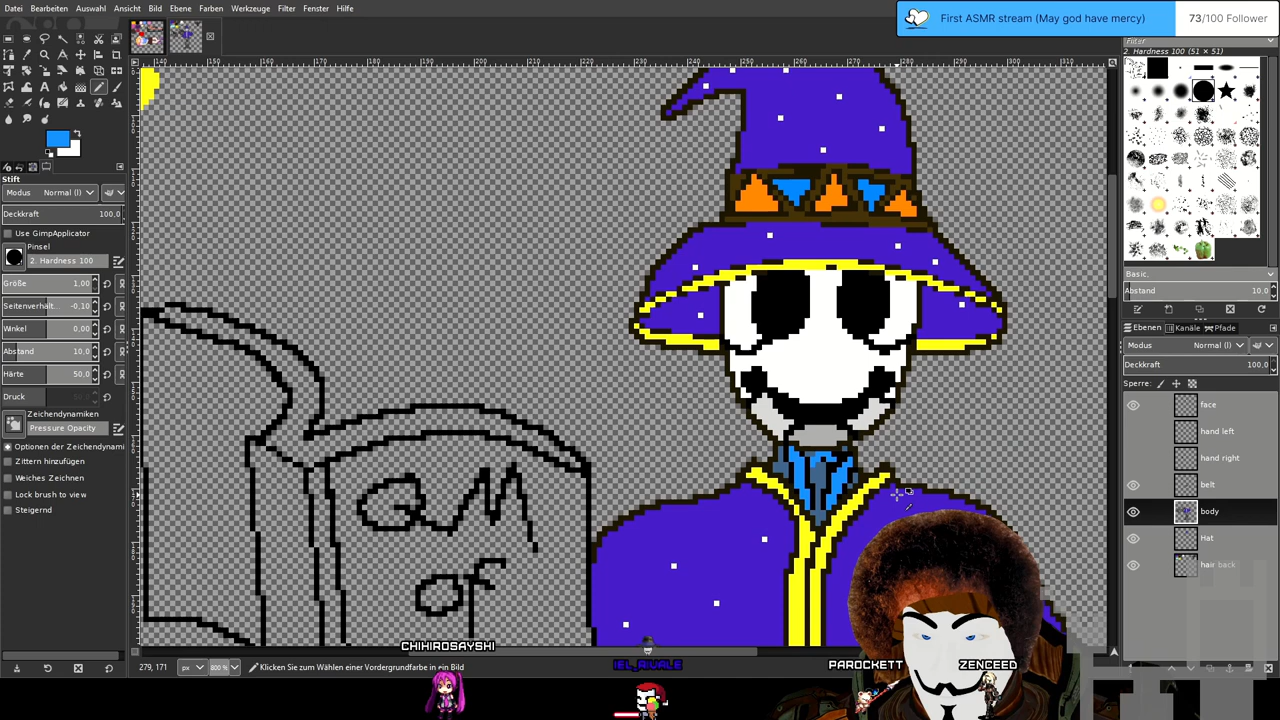 Datei Bearbeiten Auswahl Ansicht Bild Ebene Farben Werkzeuge Filter Fenster Hilfe
First ASMR stream (May god have mercy) 73/100 Follower
Filter
2. Hardness 100 (51 × 51)
Stift
Modus Normal (l)
Deckkraft 100,0
Use GimpApplicator
Pinsel
2. Hardness 100
Größe 1,00
Seitenverhält... -0,10
Winkel 0,00
Abstand 10,0
Härte 50,0
Druck
Zeichendynamiken
Pressure Opacity
Optionen der Zeichendynami
Zittern hinzufügen
Weiches Zeichnen
Lock brush to view
Steigernd
Basic,
Abstand 10,0
Ebenen Kanäle Pfade
Modus Normal (l)
Deckkraft 100,0
Sperre:
face
hand left
hand right
belt
body
Hat
hair back
of
CHIHIROSAYSHI
IEL_RIVALE
PAROCKETT
ZENCEED
279, 171 px 800 % Klicken Sie zum Wählen einer Vordergrundfarbe in ein Bild